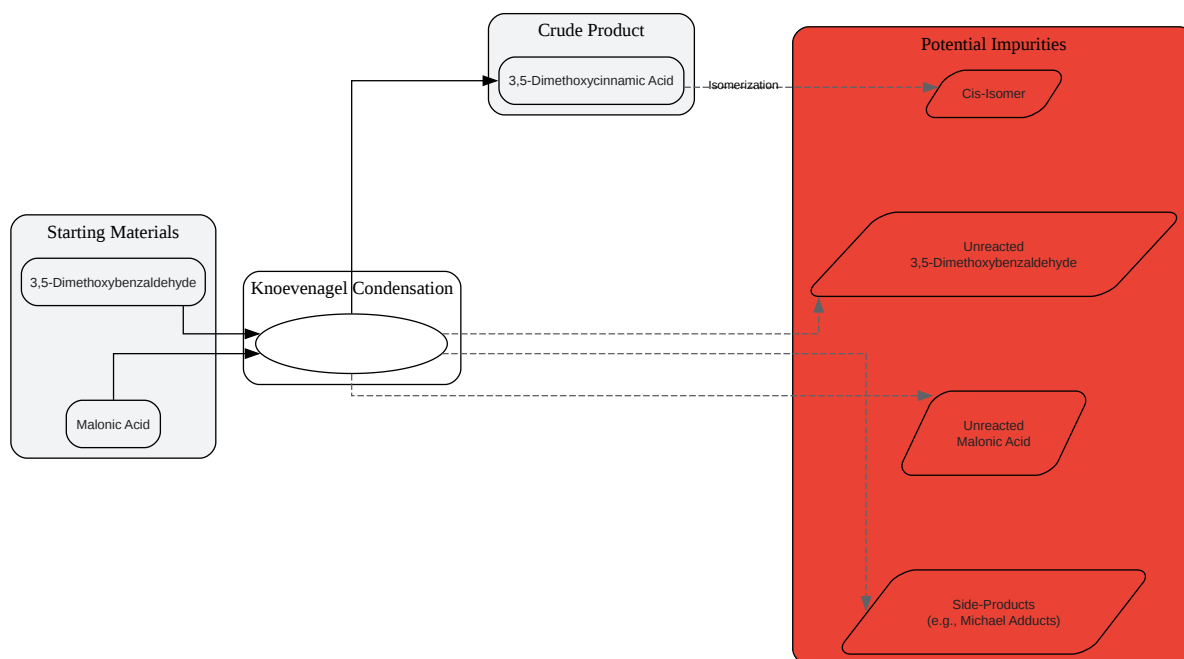 Crude Product
3,5-Dimethoxycinnamic Acid
Isomerization
Potential Impurities
Cis-Isomer
Starting Materials
3,5-Dimethoxybenzaldehyde
Malonic Acid
Knoevenagel Condensation
Unreacted
3,5-Dimethoxybenzaldehyde
Unreacted
Malonic Acid
Side-Products
(e.g., Michael Adducts)